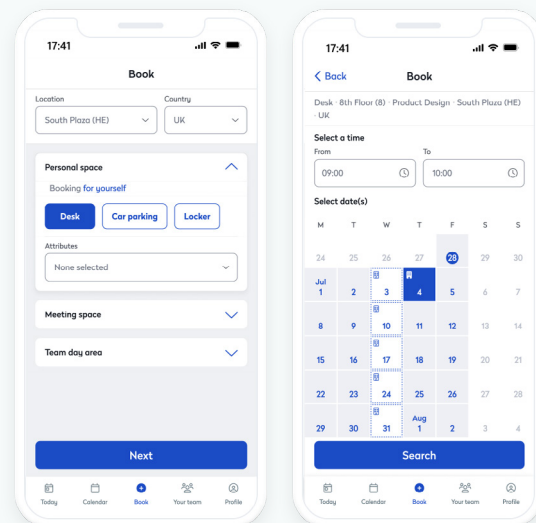 17:41
Book
Location
Country
South Plaza (HE)
UK
Personal space
Booking for yourself
Desk
Car parking
Locker
Attributes
None selected
Meeting space
Team day area
Next
Today
Calendar
Book
Your team
Profile
17:41
Back
Book
Desk · 8th Floor (8) · Product Design · South Plaza (HE)
· UK
Select a time
From
To
09:00
10:00
Select date(s)
M T W T F S S
24 25 26 27 28 29 30
Jul
1 2 3 4 5 6 7
8 9 10 11 12 13 14
15 16 17 18 19 20 21
22 23 24 25 26 27 28
Aug
29 30 31 1 2 3 4
Search
Today
Calendar
Book
Your team
Profile